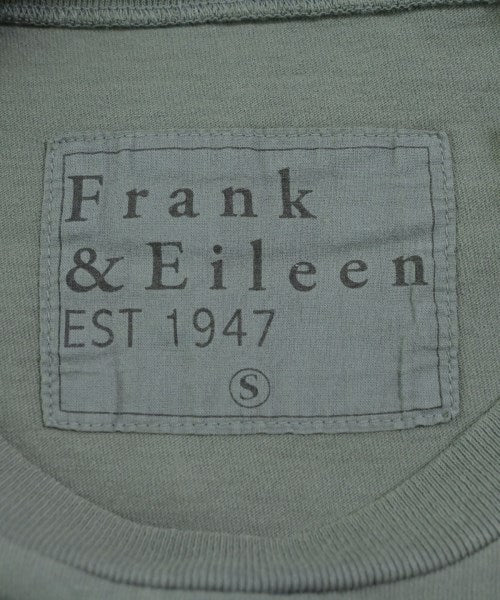 Frank
& Eileen
EST 1947
S